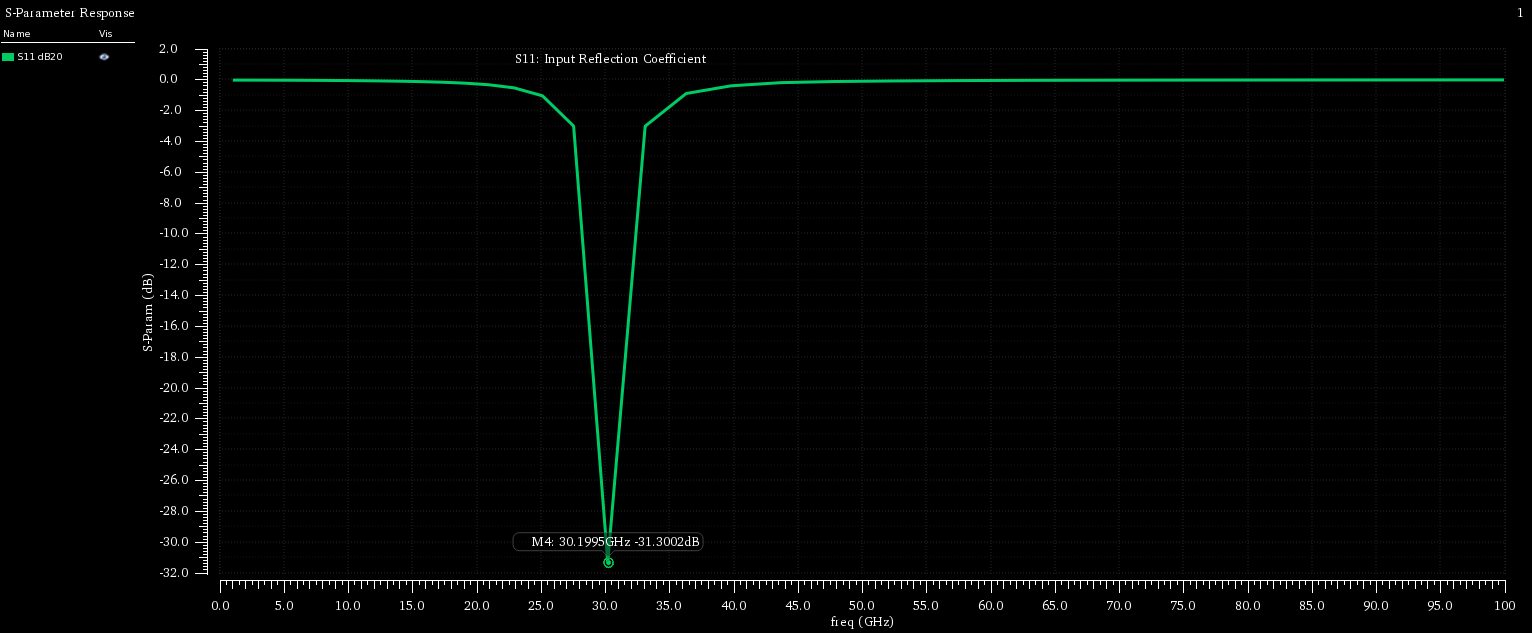 S-Parameter Response
1
Name Vis
S11 dB20
S11: Input Reflection Coefficient
2.0
0.0
-2.0
-4.0
-6.0
-8.0
-10.0
-12.0
-14.0
-16.0
-18.0
-20.0
-22.0
-24.0
-26.0
-28.0
-30.0
-32.0
S-Param (dB)
M4: 30.1995GHz -31.3002dB
0.0 5.0 10.0 15.0 20.0 25.0 30.0 35.0 40.0 45.0 50.0 55.0 60.0 65.0 70.0 75.0 80.0 85.0 90.0 95.0 100
freq (GHz)